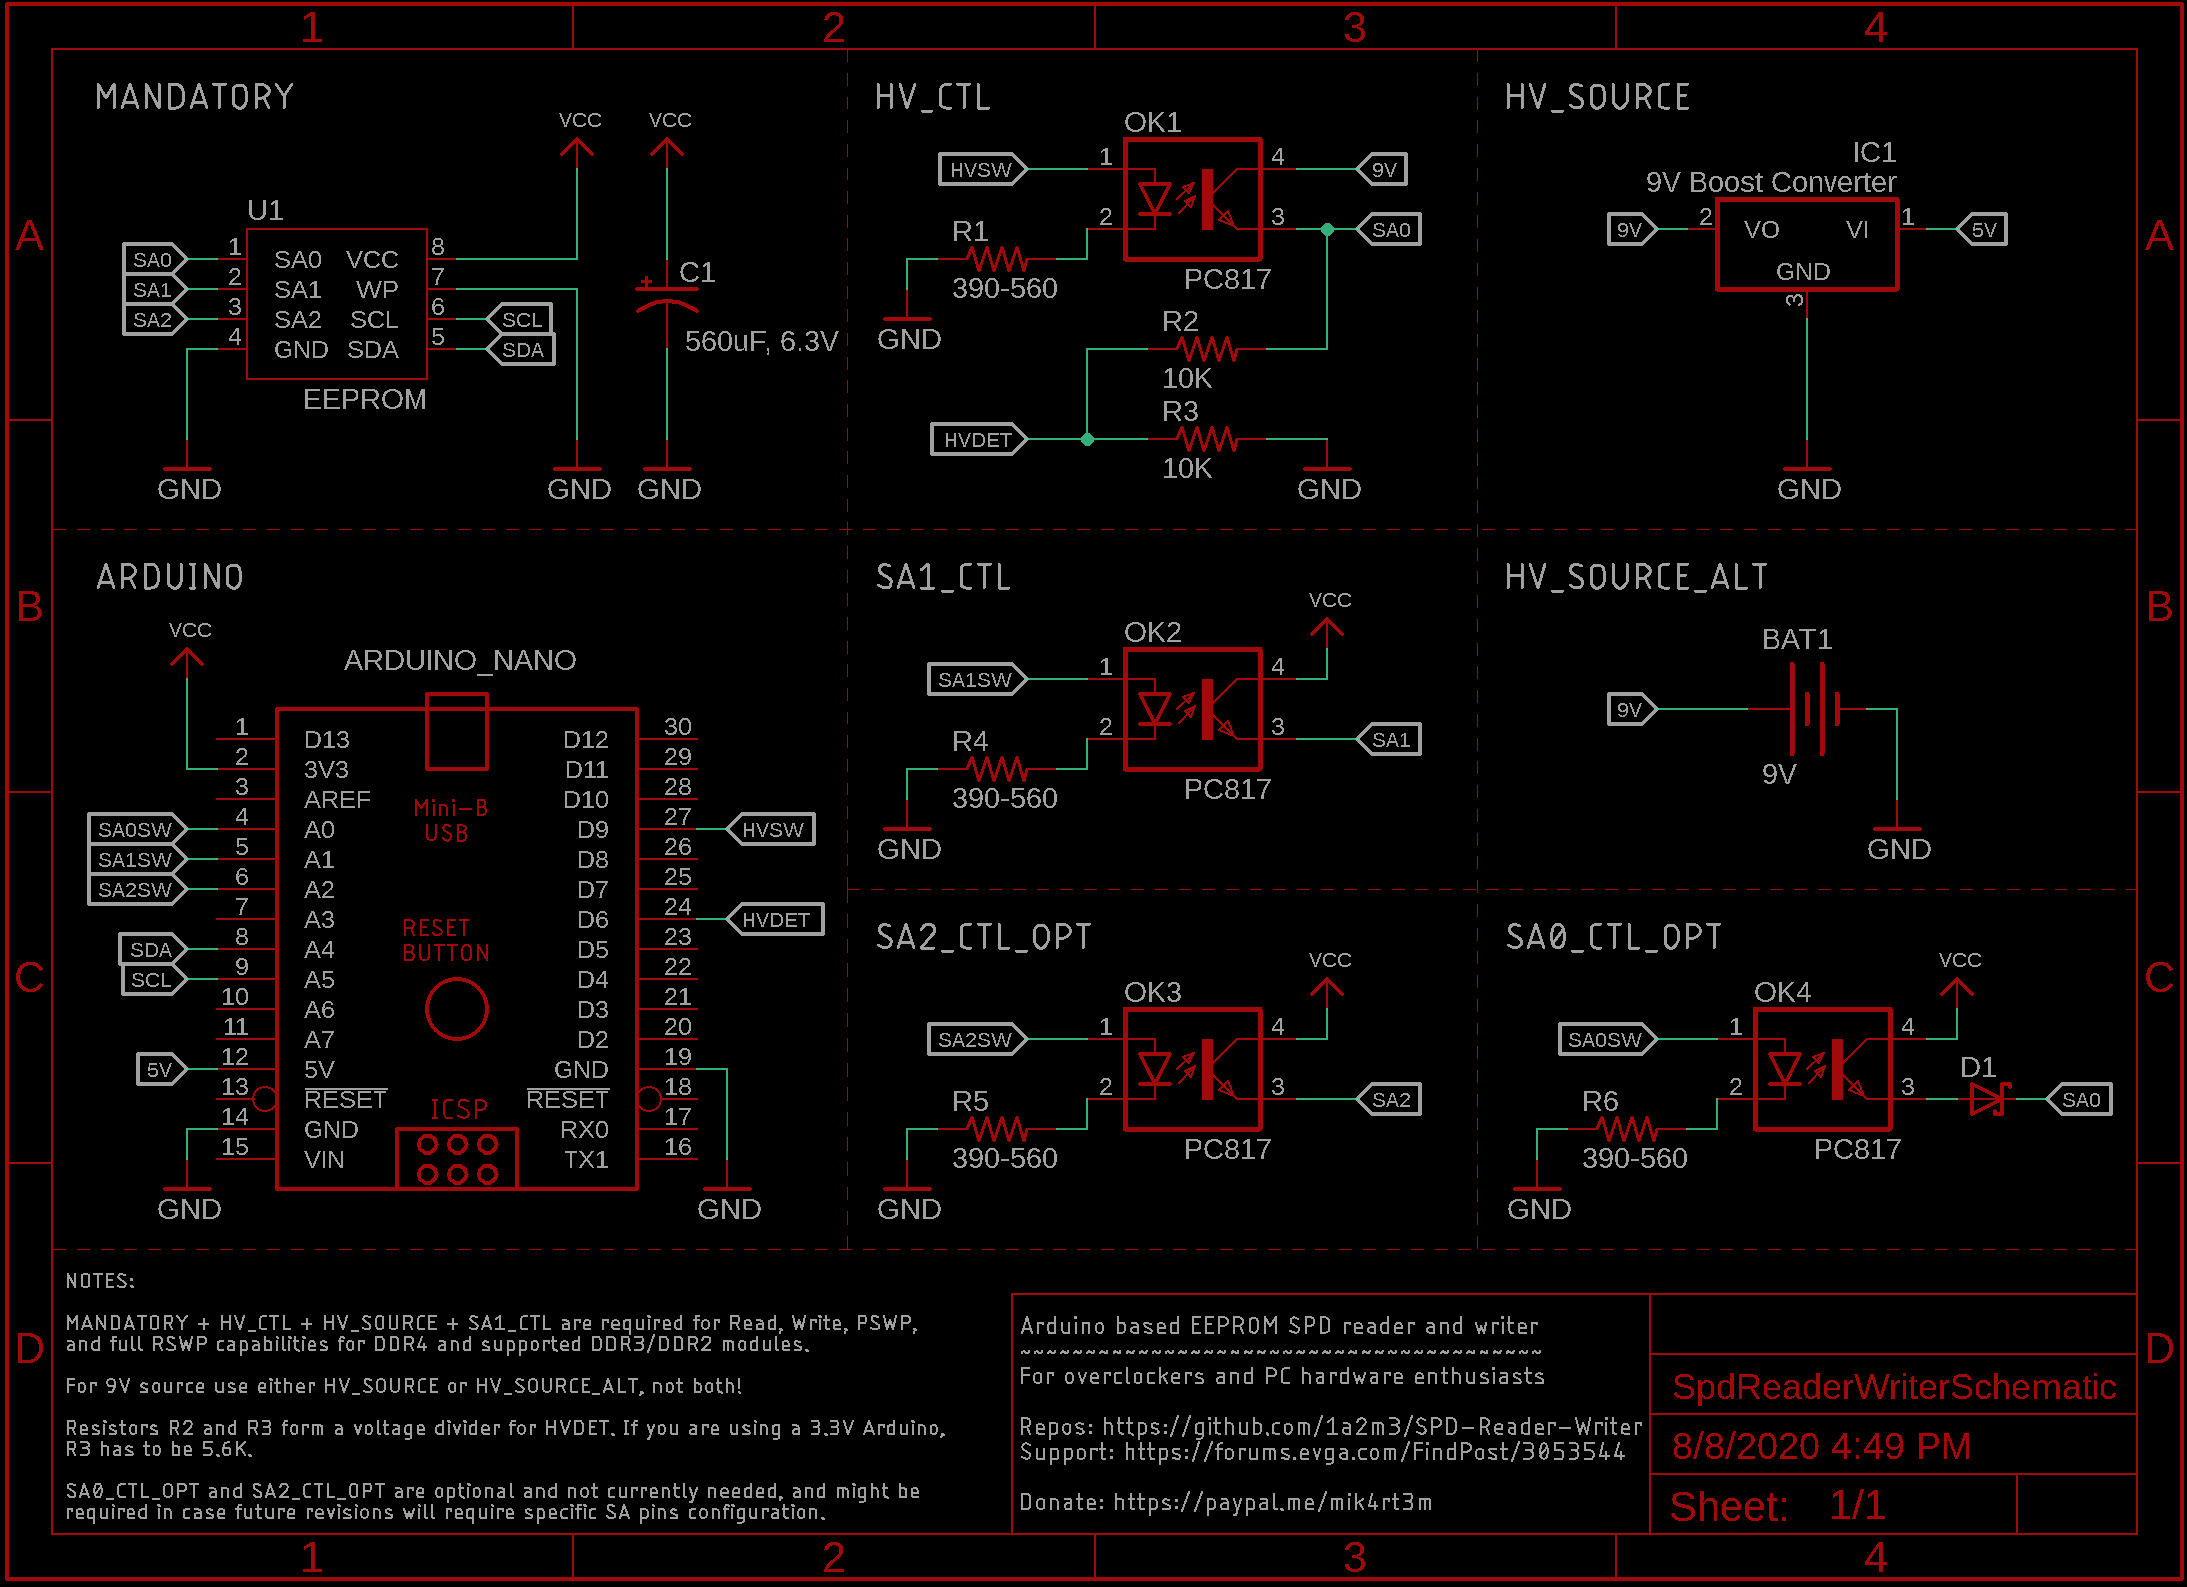 1 2 3 4
A B C D
MANDATORY
VCC VCC
U1
SA0 1 SA0 VCC 8
SA1 2 SA1 WP 7
SA2 3 SA2 SCL 6 SCL
4 GND SDA 5 SDA
EEPROM
+ C1
560uF, 6.3V
GND GND GND
HV_CTL
OK1
HVSW 1 4 9V
2 3 SA0
R1
390-560
PC817
GND
R2
10K
R3
HVDET
10K
GND
HV_SOURCE
IC1
9V Boost Converter
9V 2 VO VI 1 5V
GND
3
GND
ARDUINO
VCC
ARDUINO_NANO
1 D13 D12 30
2 3V3 D11 29
3 AREF D10 28
SA0SW 4 A0 D9 27 HVSW
SA1SW 5 A1 D8 26
SA2SW 6 A2 D7 25
7 A3 D6 24 HVDET
SDA 8 A4 D5 23
SCL 9 A5 D4 22
10 A6 D3 21
11 A7 D2 20
5V 12 5V GND 19
13 RESET RESET 18
14 GND RX0 17
15 VIN TX1 16
Mini-B
USB
RESET
BUTTON
ICSP
GND GND
SA1_CTL
VCC
OK2
SA1SW 1 4
2 3 SA1
R4
390-560
PC817
GND
HV_SOURCE_ALT
BAT1
9V
9V
GND
SA2_CTL_OPT
VCC
OK3
SA2SW 1 4
2 3 SA2
R5
390-560
PC817
GND
SA0_CTL_OPT
VCC
OK4
SA0SW 1 4
2 3 D1 SA0
R6
390-560
PC817
GND
NOTES:
MANDATORY + HV_CTL + HV_SOURCE + SA1_CTL are required for Read, Write, PSWP,
and full RSWP capabilities for DDR4 and supported DDR3/DDR2 modules.
For 9V source use either HV_SOURCE or HV_SOURCE_ALT, not both!
Resistors R2 and R3 form a voltage divider for HVDET. If you are using a 3.3V Arduino,
R3 has to be 5.6K.
SA0_CTL_OPT and SA2_CTL_OPT are optional and not currently needed, and might be
required in case future revisions will require specific SA pins configuration.
Arduino based EEPROM SPD reader and writer
~~~~~~~~~~~~~~~~~~~~~~~~~~~~~~~~~~~~~~~~
For overclockers and PC hardware enthusiasts
Repos: https://github.com/1a2m3/SPD-Reader-Writer
Support: https://forums.evga.com/FindPost/3053544
Donate: https://paypal.me/mik4rt3m
SpdReaderWriterSchematic
8/8/2020 4:49 PM
Sheet: 1/1
A B C D
1 2 3 4